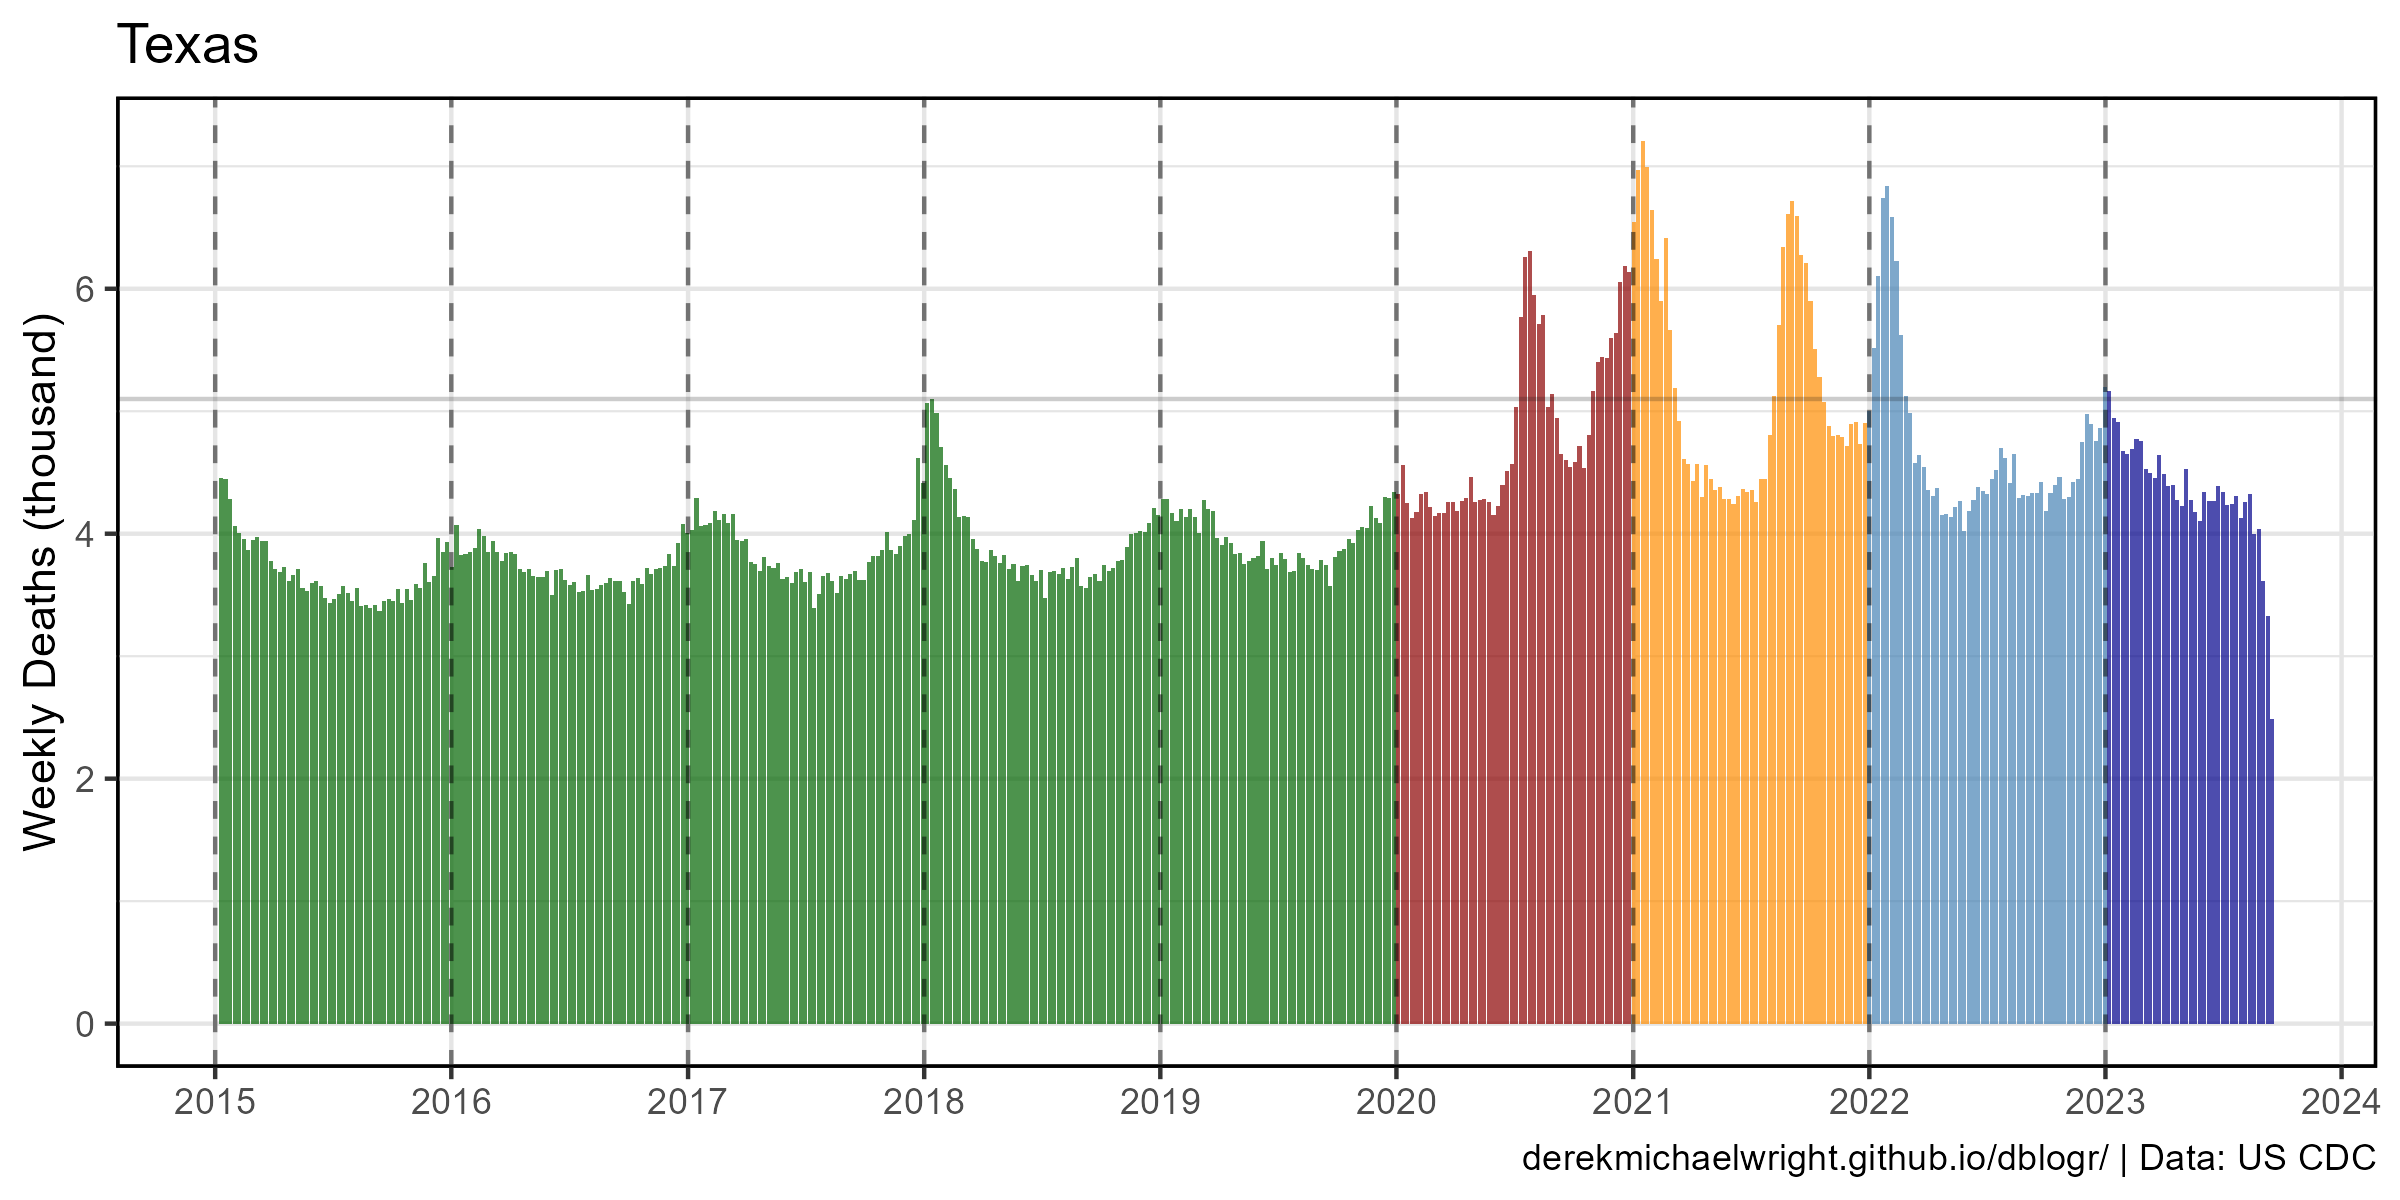 Texas
Weekly Deaths (thousand)
6
4
2
0
2015 2016 2017 2018 2019 2020 2021 2022 2023 2024
derekmichaelwright.github.io/dblogr/ | Data: US CDC